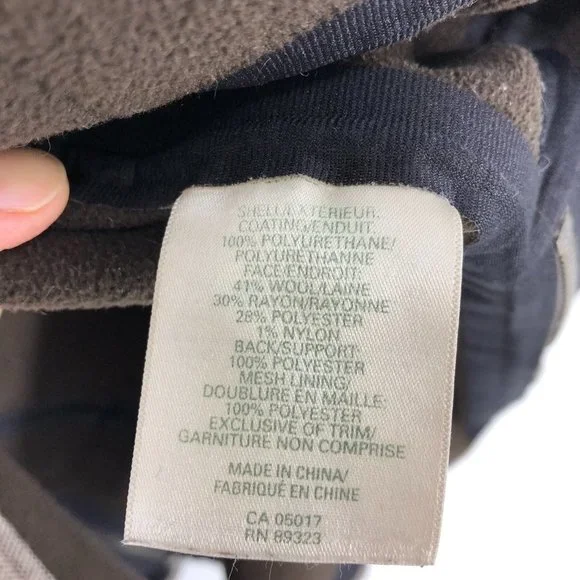 SHELL/EXTERIEUR:
COATING/ENDUIT:
100% POLYURETHANE/
POLYURÉTHANNE
FACE/ENDROIT:
41% WOOL/LAINE
30% RAYON/RAYONNE
28% POLYESTER
1% NYLON
BACK/SUPPORT:
100% POLYESTER
MESH LINING/
DOUBLURE EN MAILLE:
100% POLYESTER
EXCLUSIVE OF TRIM/
GARNITURE NON COMPRISE
MADE IN CHINA/
FABRIQUÉ EN CHINE
CA 05017
RN 89323